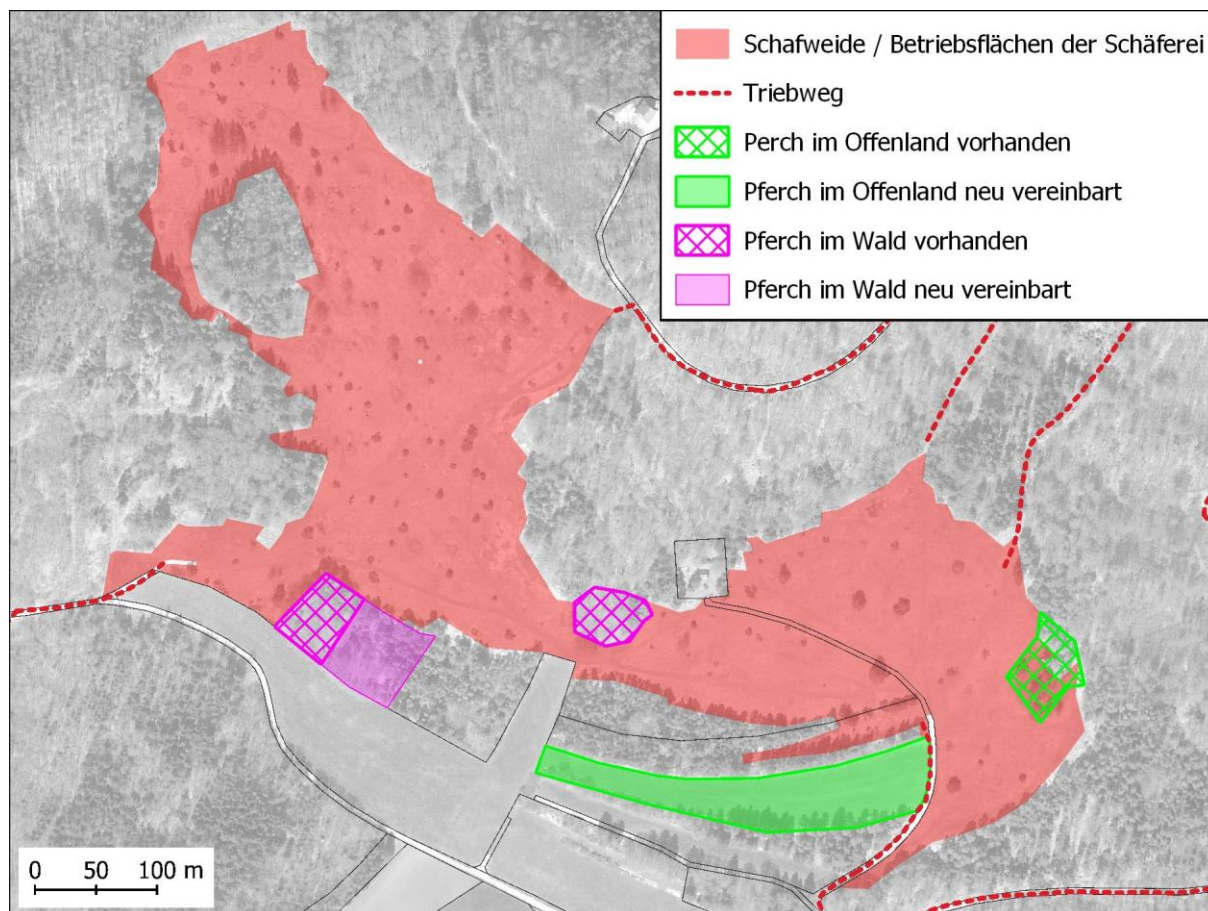 Schafweide / Betriebsflächen der Schäferei
Triebweg
Perch im Offenland vorhanden
Pferch im Offenland neu vereinbart
Pferch im Wald vorhanden
Pferch im Wald neu vereinbart
0 50 100 m